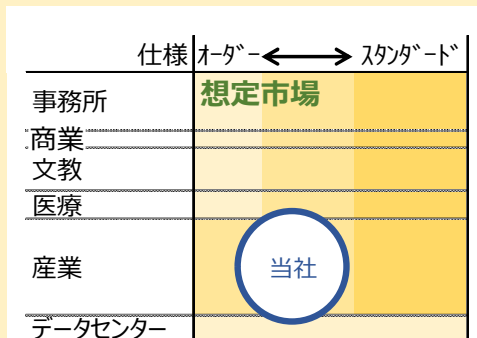 仕様 ｵｰﾀﾞｰ ｽﾀﾝﾀﾞｰﾄﾞ
事務所 想定市場
商業
文教
医療
産業 当社
データセンター